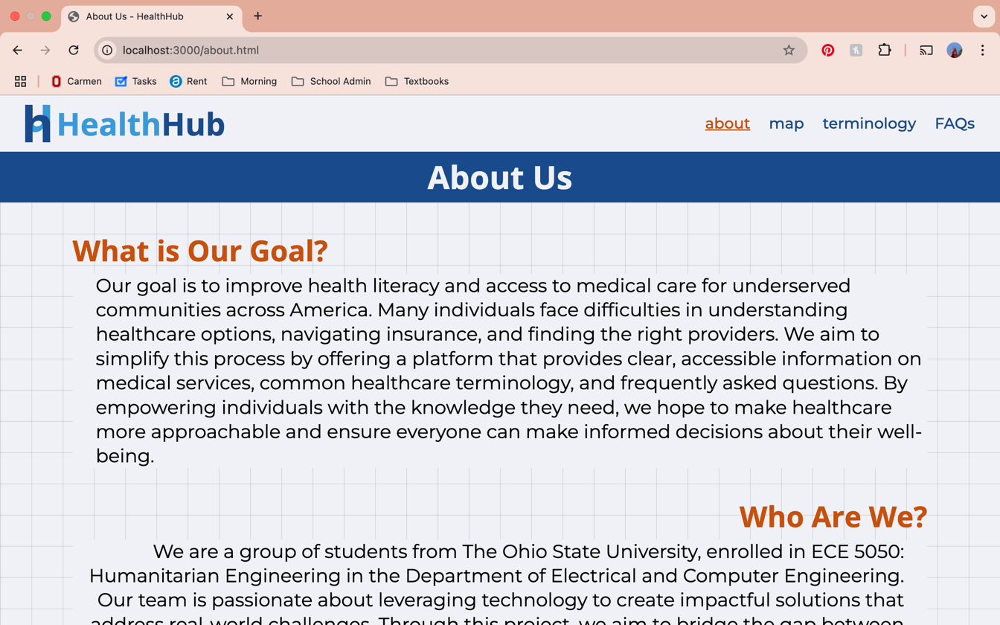 About Us - HealthHub
localhost:3000/about.html
Carmen Tasks Rent Morning School Admin Textbooks
HealthHub
about map terminology FAQs
About Us
What is Our Goal?
Our goal is to improve health literacy and access to medical care for underserved
communities across America. Many individuals face difficulties in understanding
healthcare options, navigating insurance, and finding the right providers. We aim to
simplify this process by offering a platform that provides clear, accessible information on
medical services, common healthcare terminology, and frequently asked questions. By
empowering individuals with the knowledge they need, we hope to make healthcare
more approachable and ensure everyone can make informed decisions about their well-
being.
Who Are We?
We are a group of students from The Ohio State University, enrolled in ECE 5050:
Humanitarian Engineering in the Department of Electrical and Computer Engineering.
Our team is passionate about leveraging technology to create impactful solutions that
address real-world challenges. Through this project, we aim to bridge the gap between